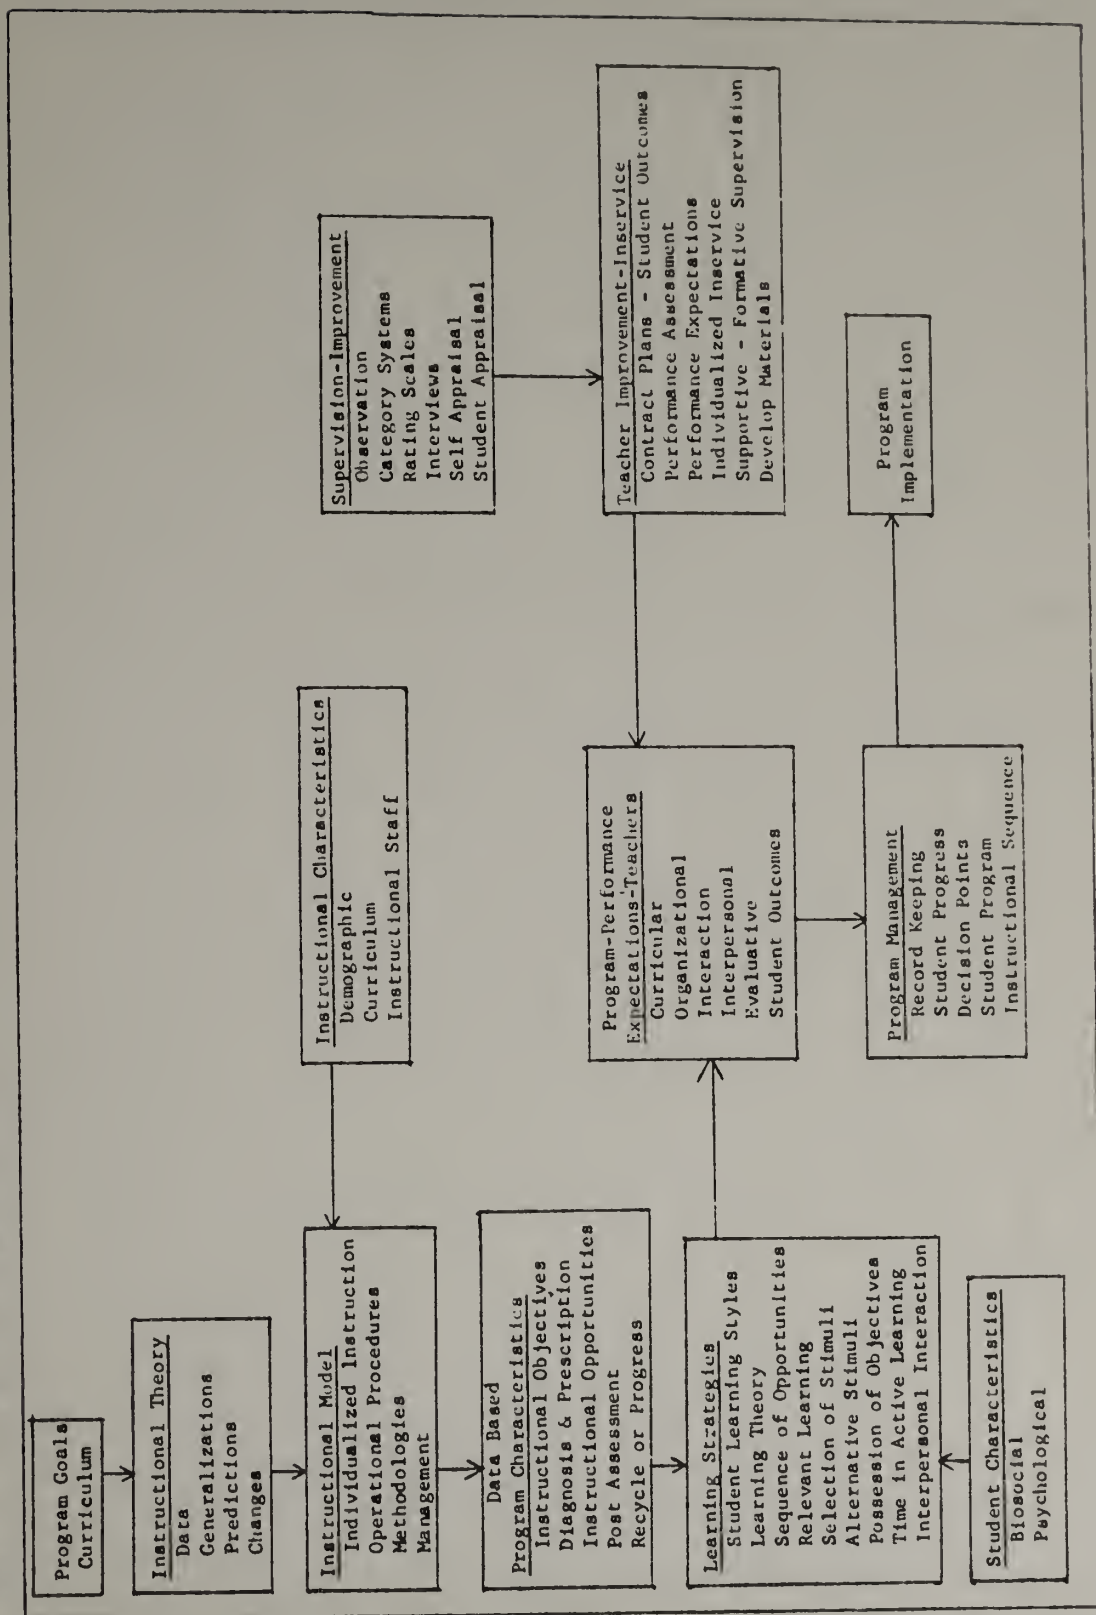 Program Goals
Curriculum
Instructional Theory
Data
Generalizations
Predictions
Changes
Instructional Model
Individualized Instruction
Operational Procedures
Methodologies
Management
Data Based
Program Characteristics
Instructional Objectives
Diagnosis & Prescription
Instructional Opportunities
Post Assessment
Recycle or Progress
Learning Strategies
Student Learning Styles
Learning Theory
Sequence of Opportunities
Relevant Learning
Selection of Stimuli
Alternative Stimuli
Possession of Objectives
Time in Active Learning
Interpersonal Interaction
Student Characteristics
Biosocial
Psychological
Instructional Characteristics
Demographic
Curriculum
Instructional Staff
Program-Performance
Expectations-Teachers
Curricular
Organizational
Interaction
Interpersonal
Evaluative
Student Outcomes
Program Management
Record Keeping
Student Progress
Decision Points
Student Program
Instructional Sequence
Supervision-Improvement
Observation
Category Systems
Rating Scales
Interviews
Self Appraisal
Student Appraisal
Teacher Improvement-Inservice
Contract Plans - Student Outcomes
Performance Assessment
Performance Expectations
Individualized Inservice
Supportive - Formative Supervision
Develop Materials
Program
Implementation